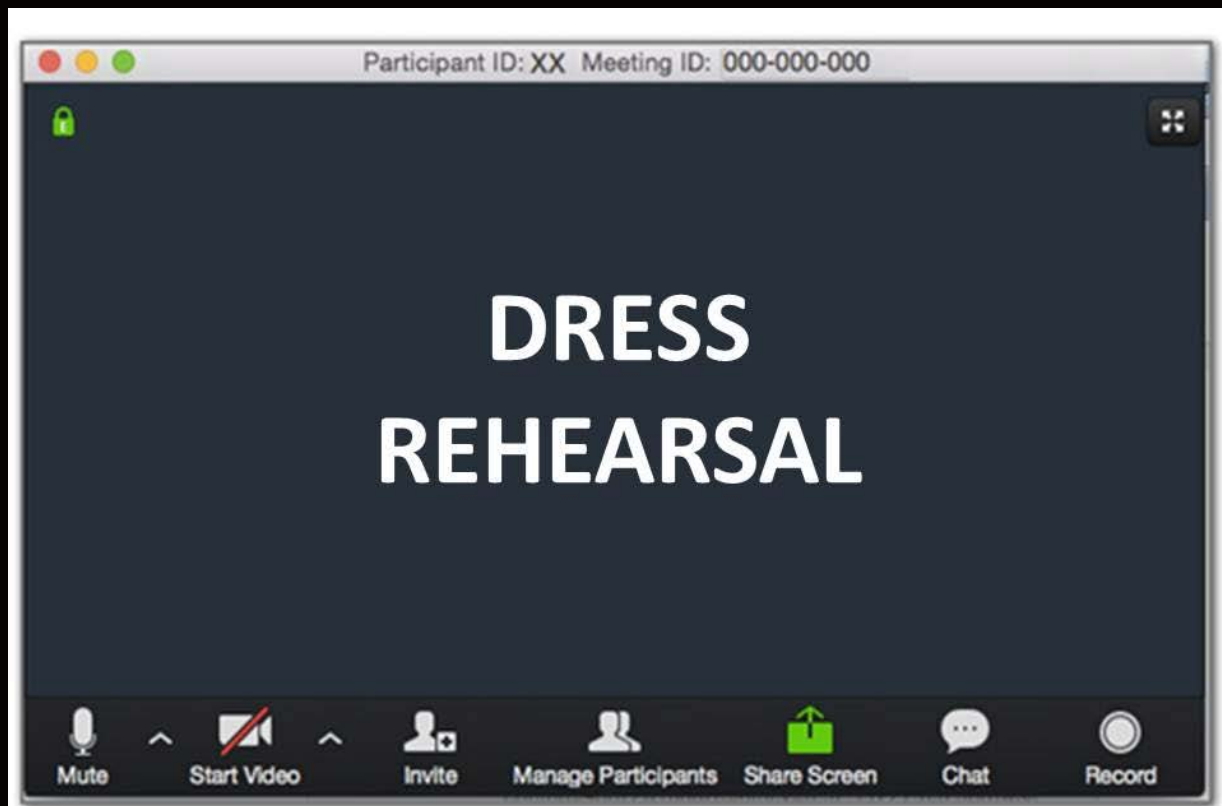 Participant ID: XX Meeting ID: 000-000-000
E
DRESS
REHEARSAL
Mute Start Video Invite Manage Participants Share Screen Chat Record